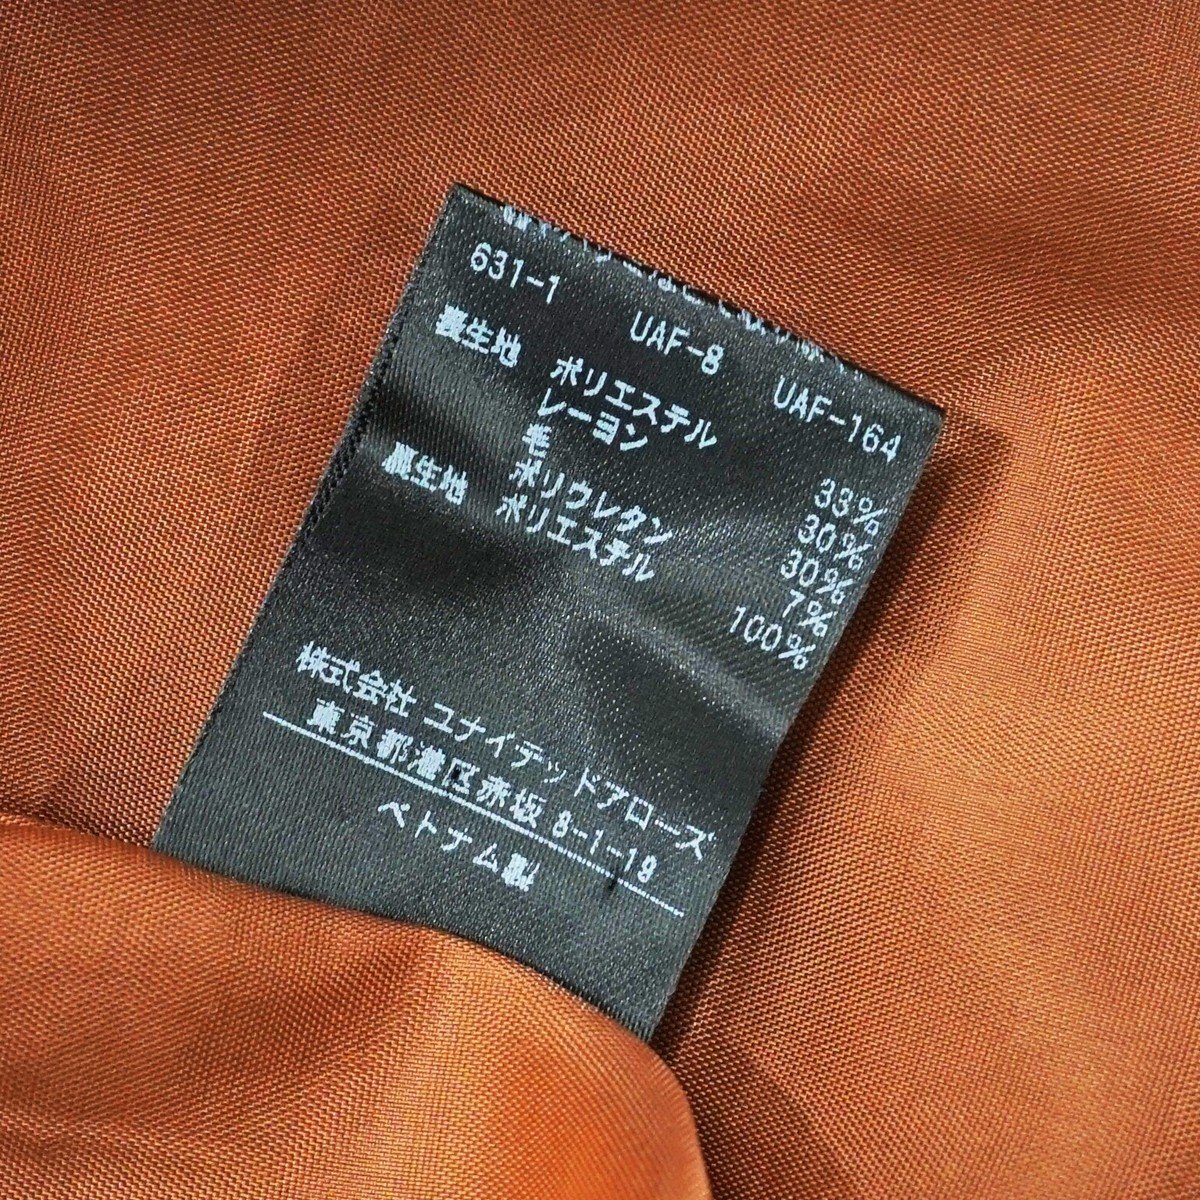 631-1 UAF-8 UAF-164
表生地 ポリエステル 33%
レーヨン 30%
毛 30%
ポリウレタン 7%
裏生地 ポリエステル 100%
株式会社 ユナイテッドアローズ
東京都港区赤坂 8-1-19
ベトナム製